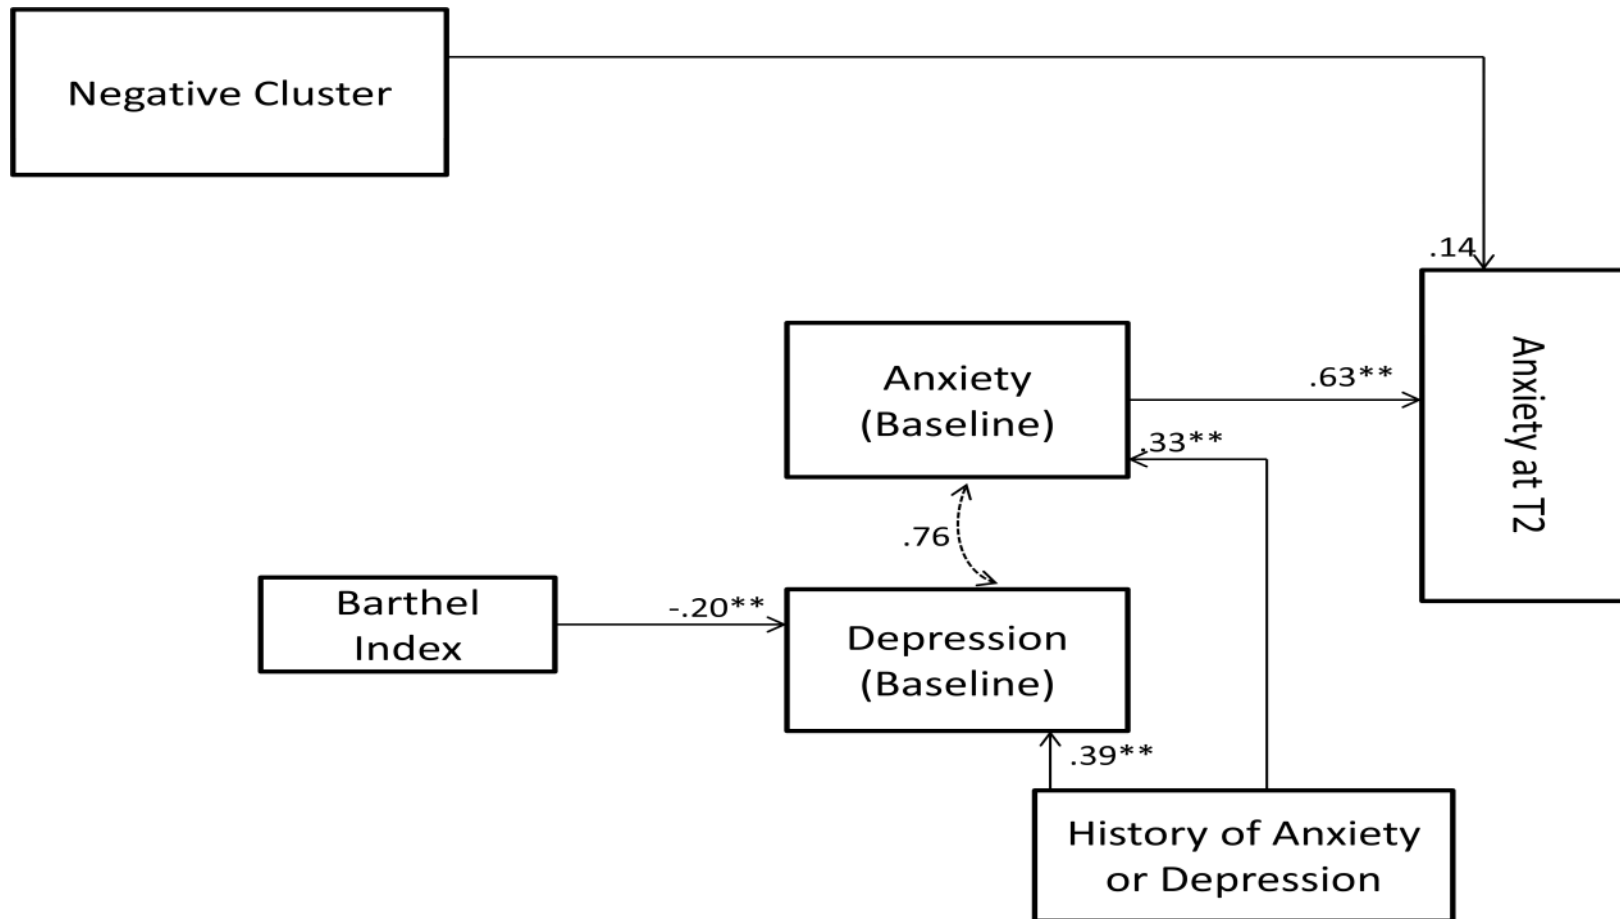 Negative Cluster
.14
Anxiety
(Baseline)
.63**
Anxiety at T2
.33**
.76
Barthel
Index
-.20**
Depression
(Baseline)
.39**
History of Anxiety
or Depression